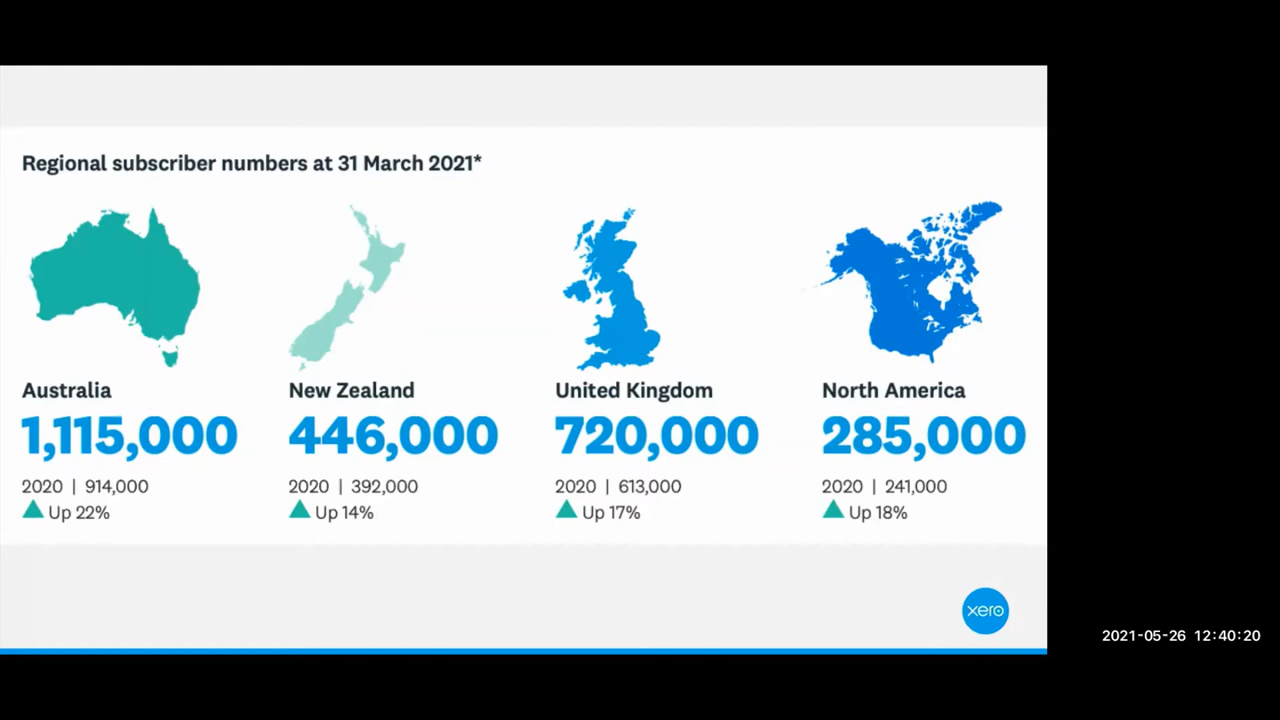 Regional subscriber numbers at 31 March 2021*
Australia
1,115,000
2020 | 914,000
Up 22%
New Zealand
446,000
2020 | 392,000
Up 14%
United Kingdom
720,000
2020 | 613,000
Up 17%
North America
285,000
2020 | 241,000
Up 18%
xero
2021-05-26 12:40:20